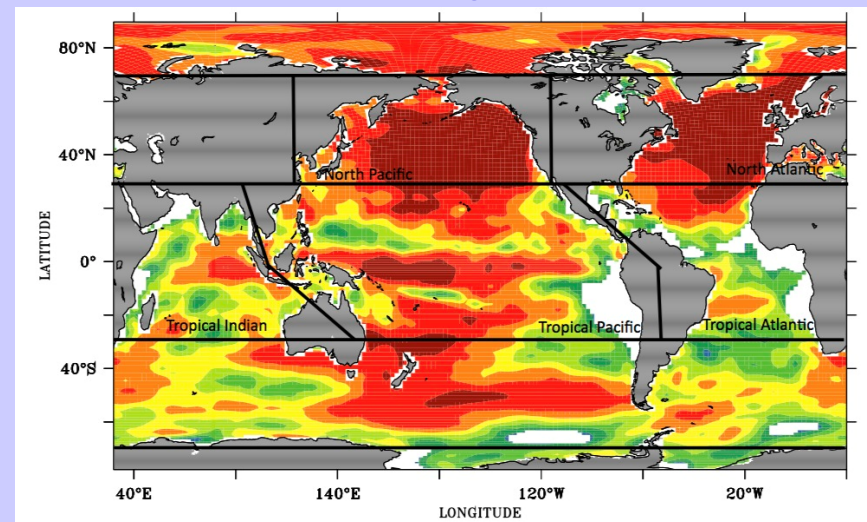 80°N
40°N
0°
40°S
LATITUDE
North Pacific
North Atlantic
Tropical Indian
Tropical Pacific
Tropical Atlantic
40°E
140°E
120°W
20°W
LONGITUDE